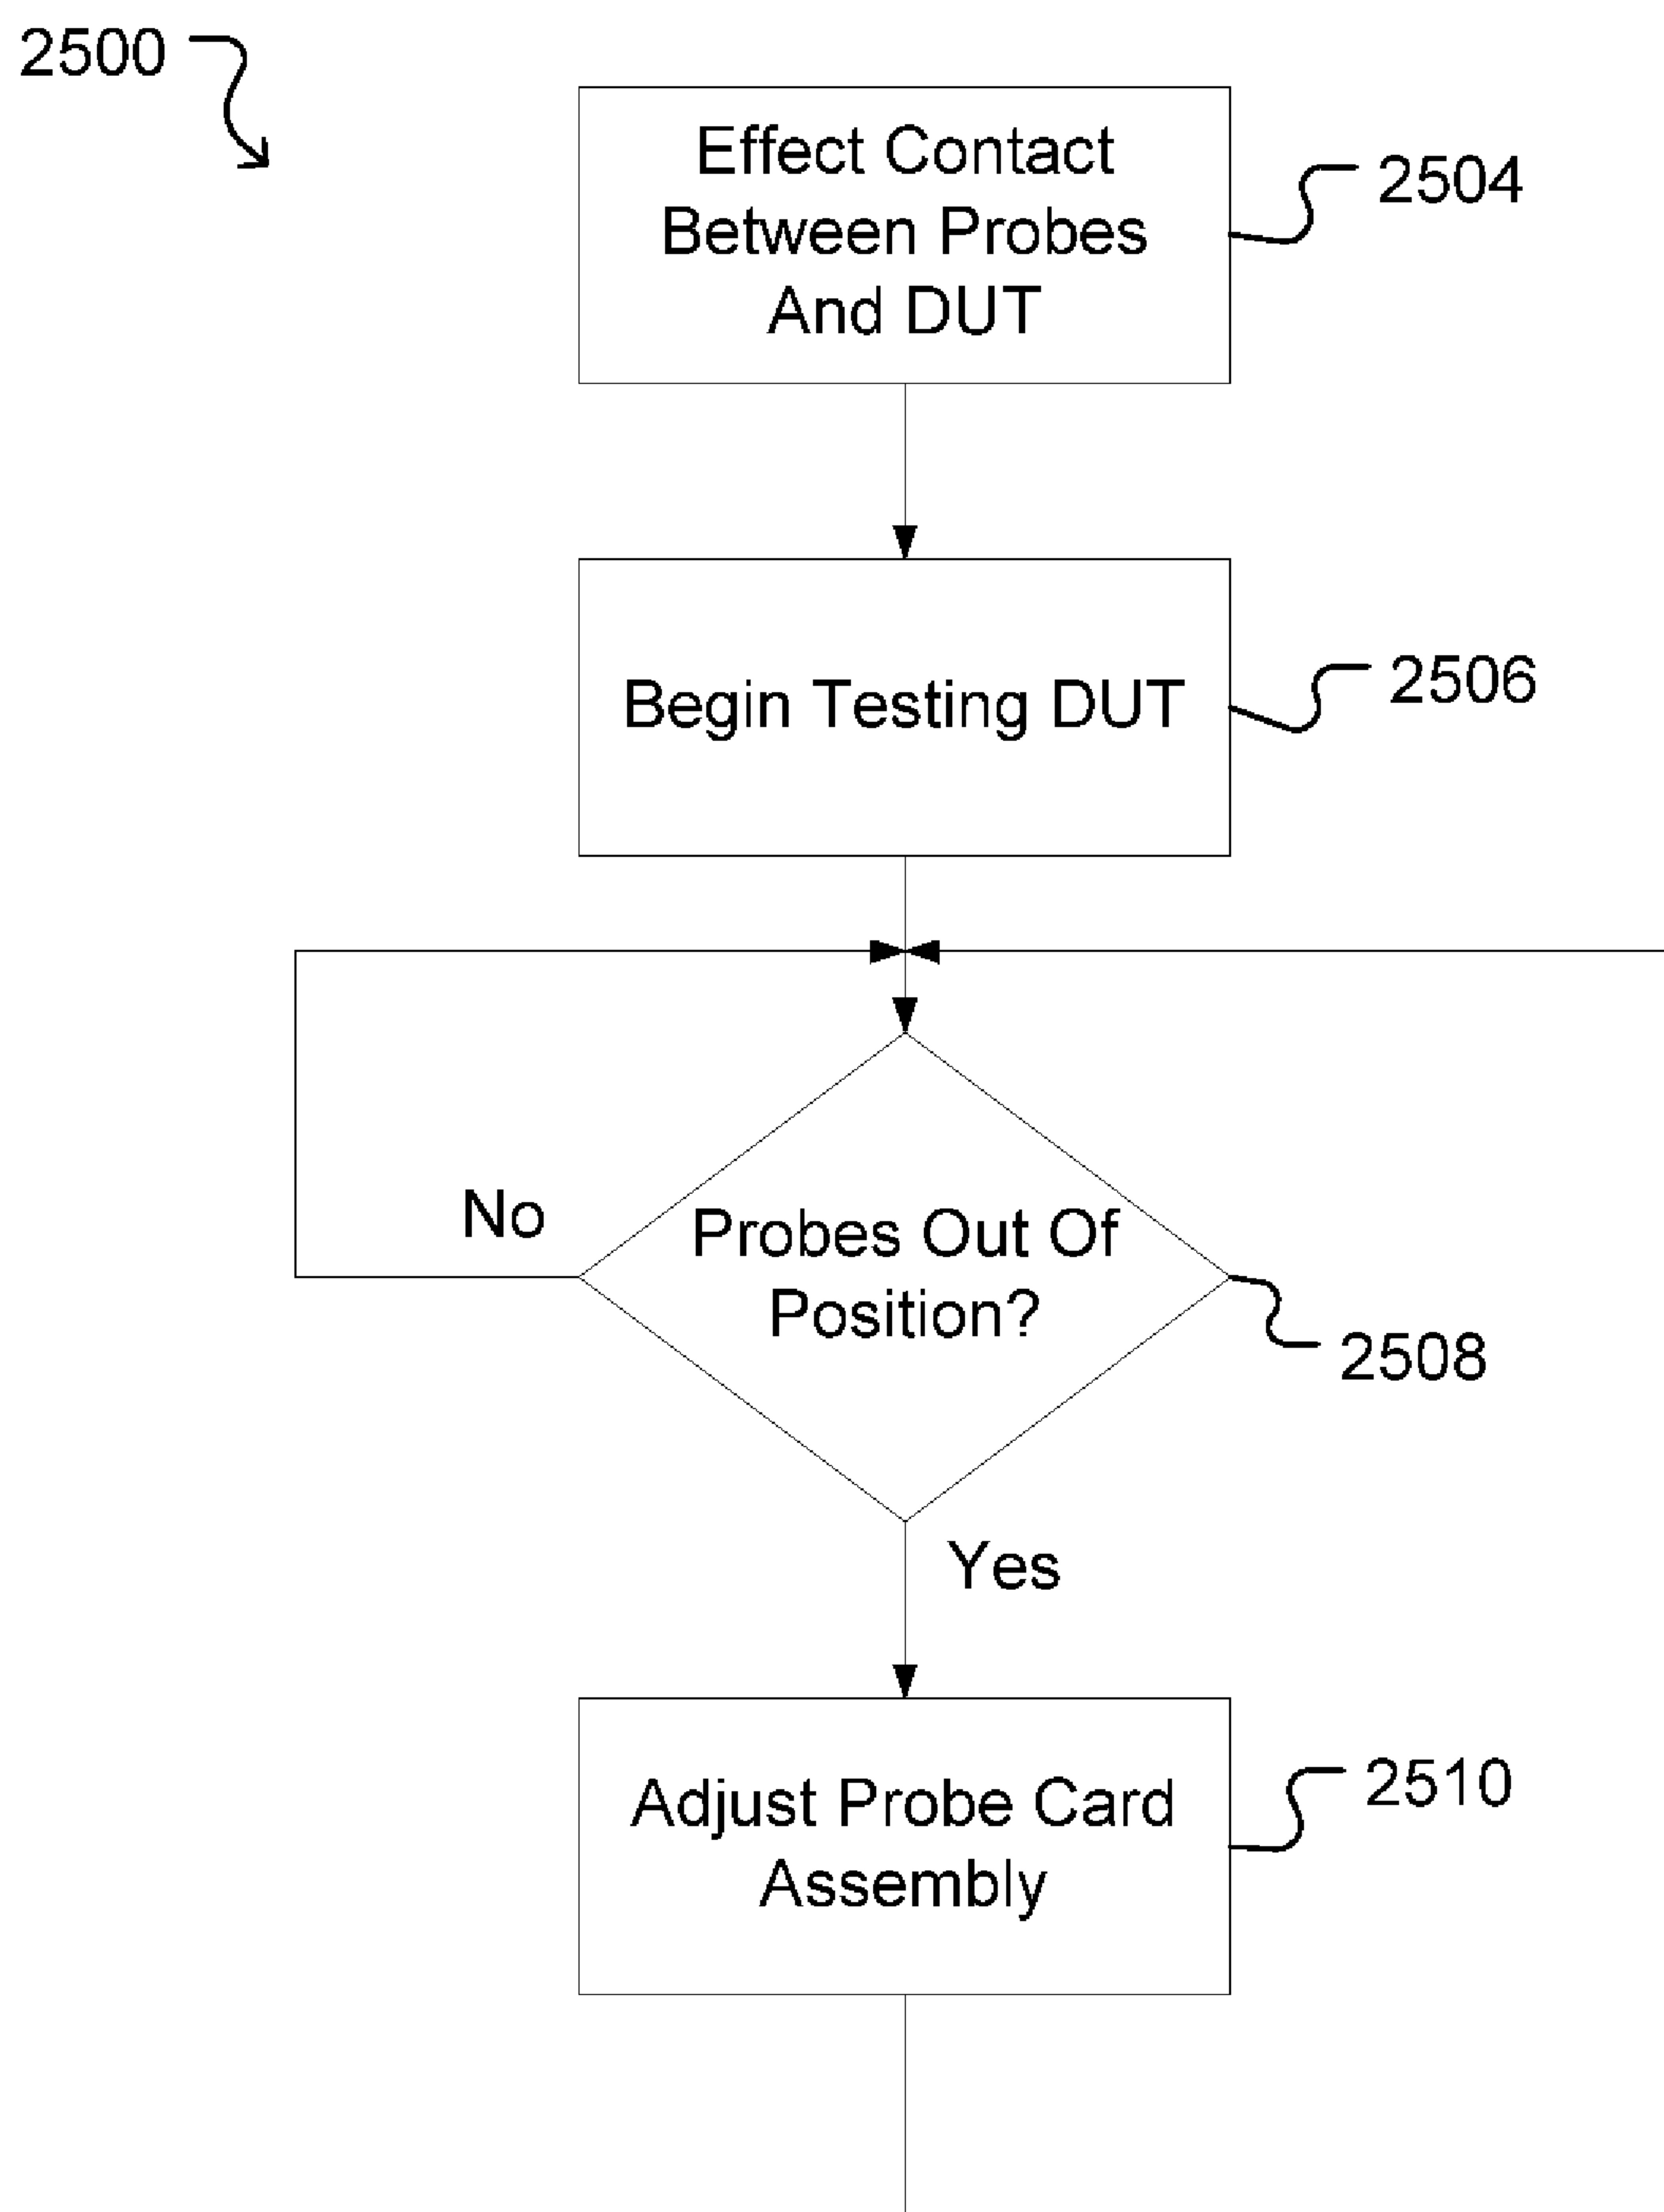 2500
Effect Contact
Between Probes
And DUT
2504
Begin Testing DUT
2506
No
Probes Out Of
Position?
2508
Yes
Adjust Probe Card
Assembly
2510